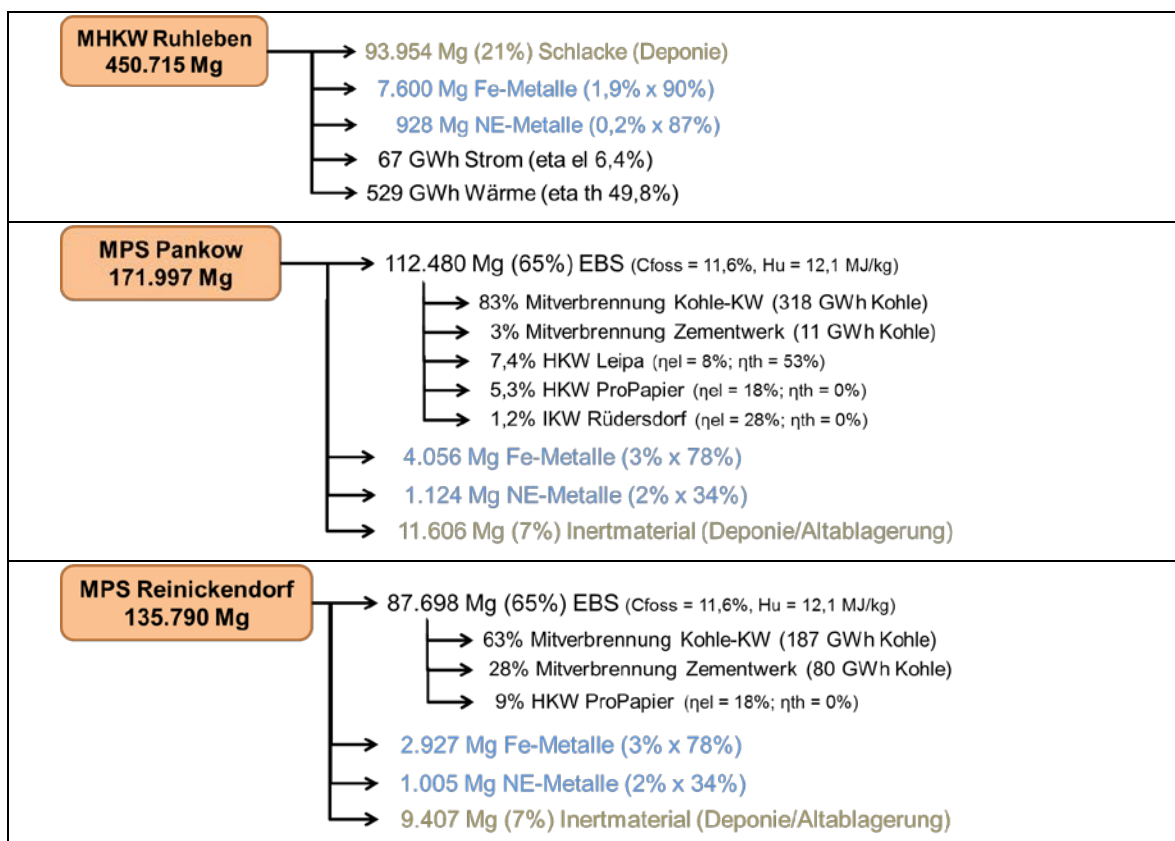 MHKW Ruhleben
450.715 Mg
93.954 Mg (21%) Schlacke (Deponie)
7.600 Mg Fe-Metalle (1,9% x 90%)
928 Mg NE-Metalle (0,2% x 87%)
67 GWh Strom (eta el 6,4%)
529 GWh Wärme (eta th 49,8%)
MPS Pankow
171.997 Mg
112.480 Mg (65%) EBS (Cfoss = 11,6%, Hu = 12,1 MJ/kg)
83% Mitverbrennung Kohle-KW (318 GWh Kohle)
3% Mitverbrennung Zementwerk (11 GWh Kohle)
7,4% HKW Leipa (ηel = 8%; ηth = 53%)
5,3% HKW ProPapier (ηel = 18%; ηth = 0%)
1,2% IKW Rüdersdorf (ηel = 28%; ηth = 0%)
4.056 Mg Fe-Metalle (3% x 78%)
1.124 Mg NE-Metalle (2% x 34%)
11.606 Mg (7%) Inertmaterial (Deponie/Altablagerung)
MPS Reinickendorf
135.790 Mg
87.698 Mg (65%) EBS (Cfoss = 11,6%, Hu = 12,1 MJ/kg)
63% Mitverbrennung Kohle-KW (187 GWh Kohle)
28% Mitverbrennung Zementwerk (80 GWh Kohle)
9% HKW ProPapier (ηel = 18%; ηth = 0%)
2.927 Mg Fe-Metalle (3% x 78%)
1.005 Mg NE-Metalle (2% x 34%)
9.407 Mg (7%) Inertmaterial (Deponie/Altablagerung)